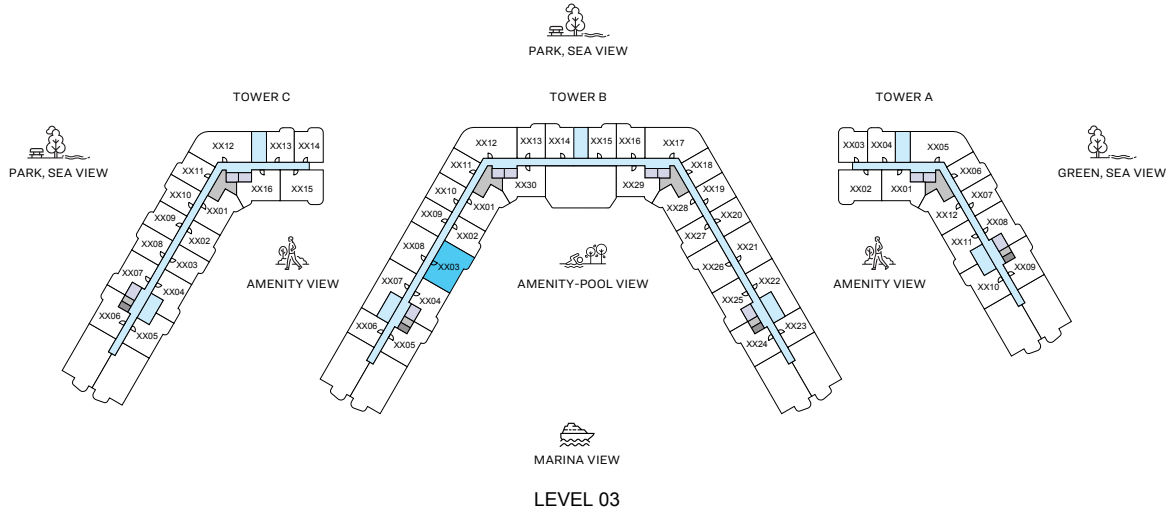 PARK, SEA VIEW
TOWER C
TOWER B
TOWER A
PARK, SEA VIEW
GREEN, SEA VIEW
XX12
XX13
XX14
XX11
XX16
XX15
XX10
XX01
XX09
XX02
XX08
XX03
XX07
XX04
XX06
XX05
XX12
XX13
XX14
XX15
XX16
XX17
XX11
XX30
XX29
XX18
XX10
XX01
XX28
XX19
XX09
XX02
XX27
XX20
XX08
XX03
XX26
XX21
XX07
XX04
XX25
XX22
XX06
XX05
XX24
XX23
XX03
XX04
XX05
XX02
XX01
XX06
XX12
XX07
XX11
XX08
XX10
XX09
AMENITY VIEW
AMENITY-POOL VIEW
AMENITY VIEW
MARINA VIEW
LEVEL 03